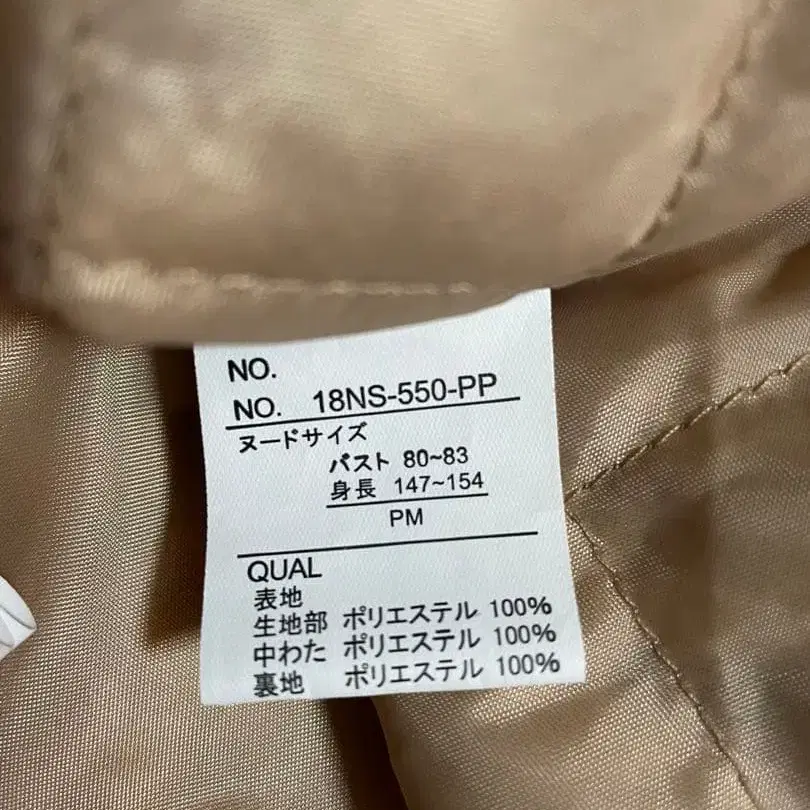 NO.
NO. 18NS-550-PP
ヌードサイズ
バスト 80~83
身長 147~154
PM
QUAL
表地
生地部 ポリエステル 100%
中わた ポリエステル 100%
裏地 ポリエステル 100%